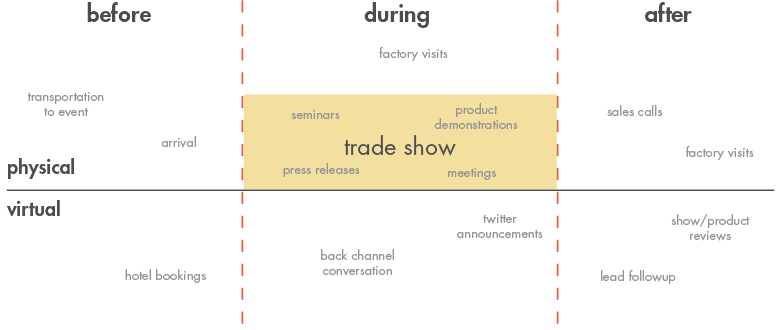 before
during
after
factory visits
transportation
to event
arrival
seminars
product
demonstrations
trade show
press releases
meetings
sales calls
factory visits
physical
virtual
hotel bookings
back channel
conversation
twitter
announcements
show/product
reviews
lead followup